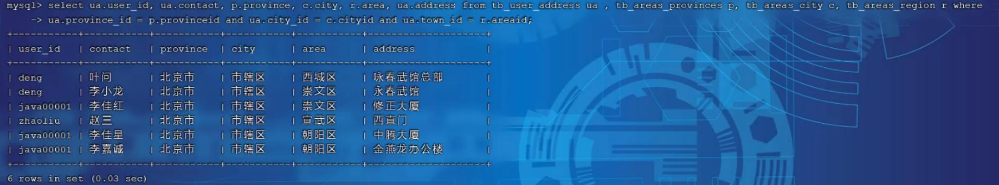 mysql> select ua.user_id, ua.contact, p.province, c.city, r.area, ua.address from tb_user_address ua , tb_areas_provinces p, tb_areas_city c, tb_areas_region r where
    -> ua.province_id = p.provinceid and ua.city_id = c.cityid and ua.town_id = r.areaid;
+-----------+-----------+-----------+-----------+-----------+--------------------+
| user_id   | contact   | province  | city      | area      | address            |
+-----------+-----------+-----------+-----------+-----------+--------------------+
| deng      | 叶问      | 北京市    | 市辖区    | 西城区    | 咏春武馆总部       |
| deng      | 李小龙    | 北京市    | 市辖区    | 崇文区    | 永春武馆           |
| java00001 | 李佳红    | 北京市    | 市辖区    | 崇文区    | 修正大厦           |
| zhaoliu   | 赵三      | 北京市    | 市辖区    | 宣武区    | 西直门             |
| java00001 | 李佳星    | 北京市    | 市辖区    | 朝阳区    | 中腾大厦           |
| java00001 | 李嘉诚    | 北京市    | 市辖区    | 朝阳区    | 金燕龙办公楼       |
+-----------+-----------+-----------+-----------+-----------+--------------------+
6 rows in set (0.03 sec)